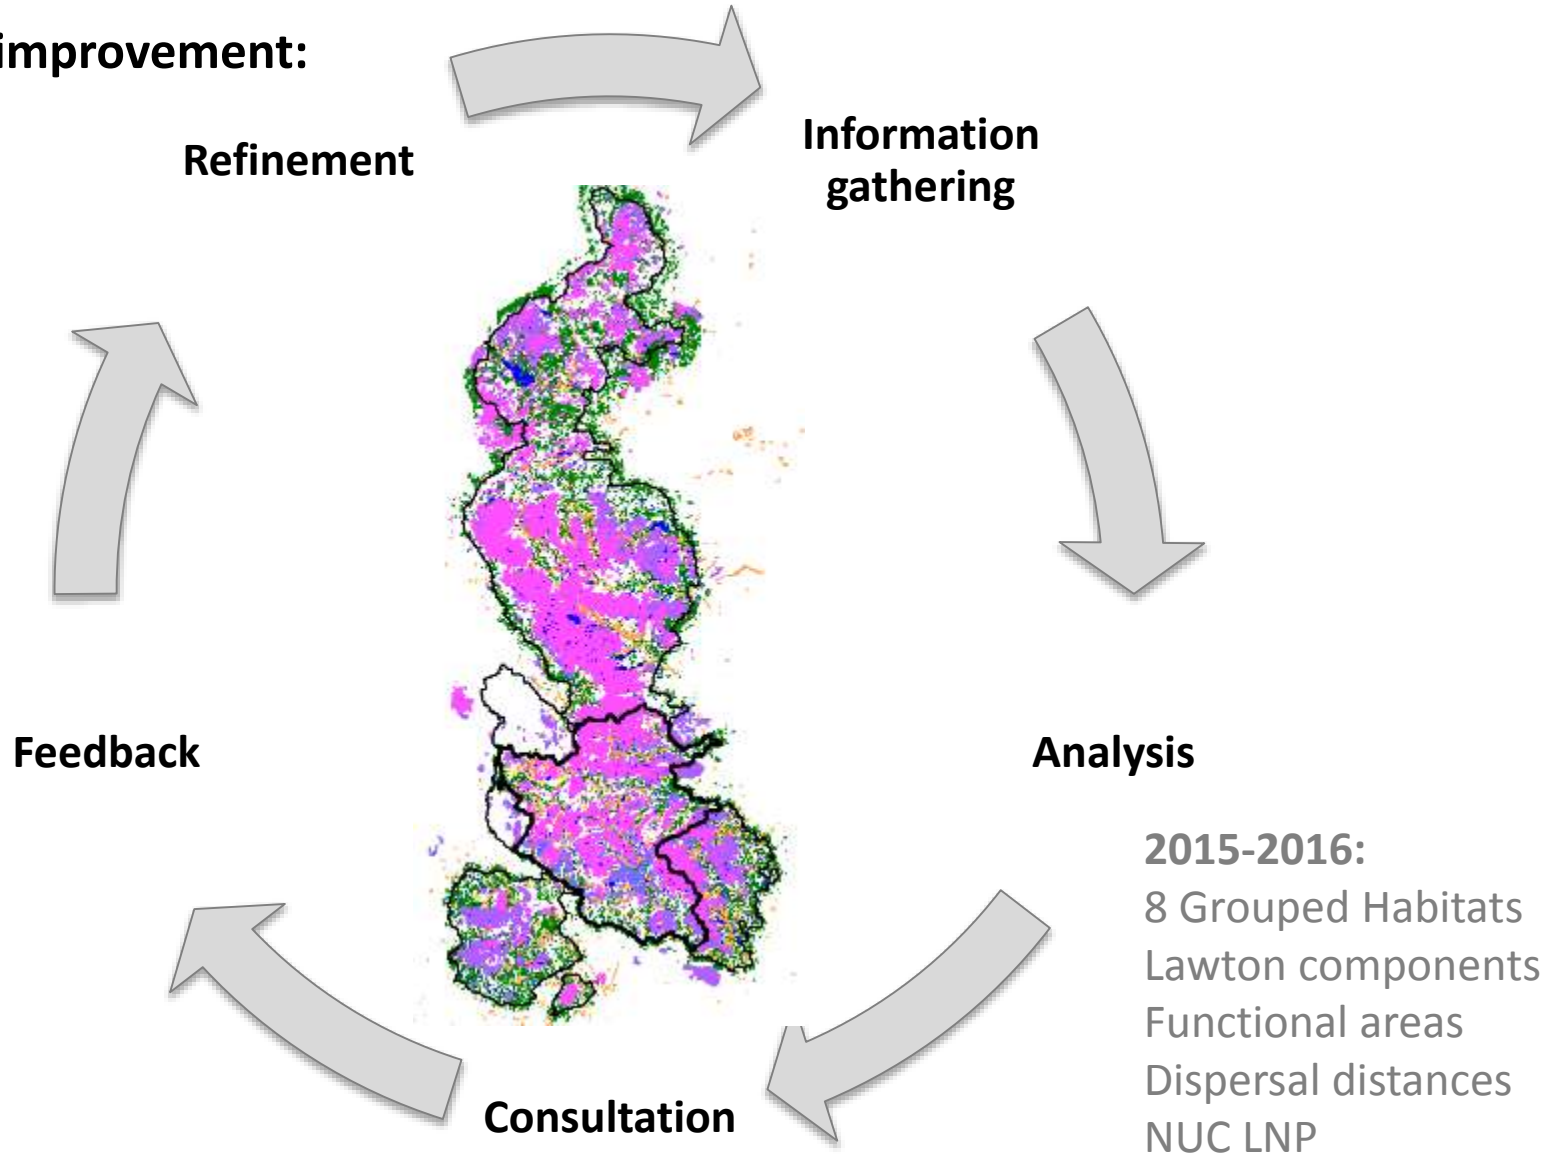 improvement:
Refinement
Information
gathering
Feedback
Analysis
2015-2016:
8 Grouped Habitats
Lawton components
Functional areas
Dispersal distances
NUC LNP
Consultation